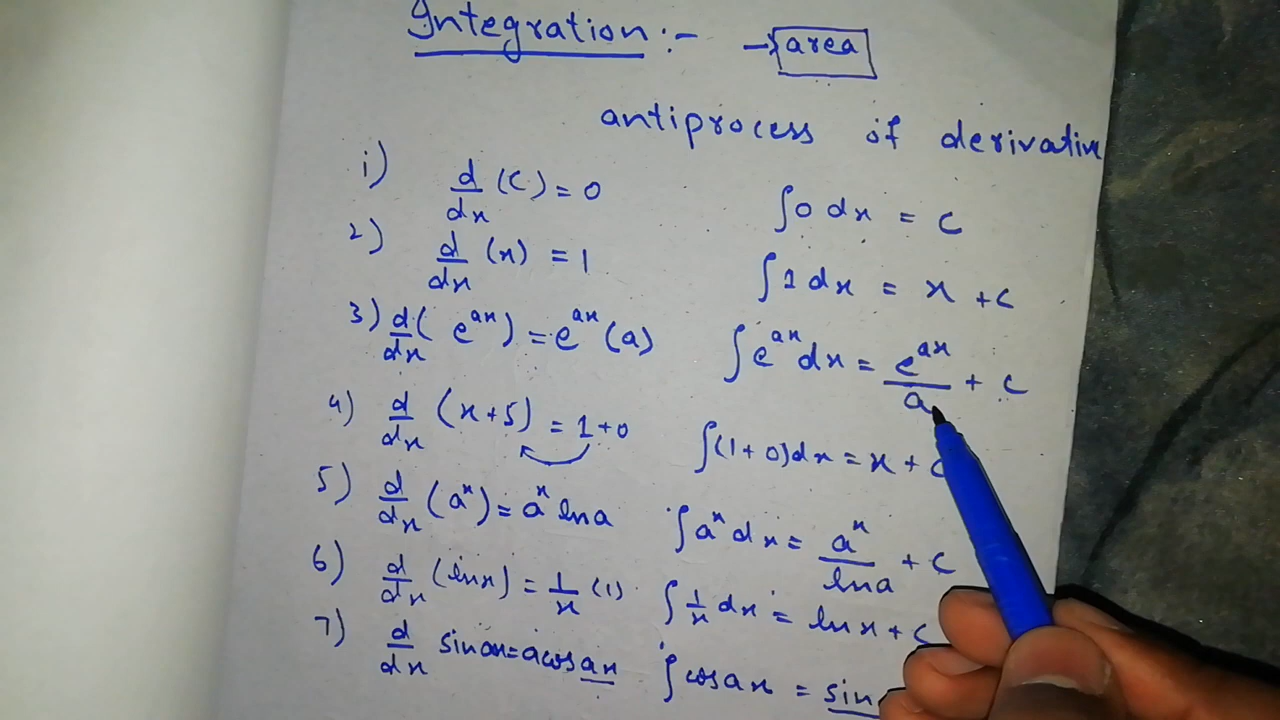 Integration :- → area
antiprocess of derivative
1) d/dx (c) = 0 ∫0 dx = c
2) d/dx (x) = 1 ∫1 dx = x + c
3) d/dx (e^ax) = e^ax (a) ∫e^ax dx = e^ax/a + c
4) d/dx (x+5) = 1+0 ∫(1+0)dx = x + c
5) d/dx (a^x) = a^x lna ∫a^x dx = a^x/lna + c
6) d/dx (lnx) = 1/x (1) ∫1/x dx = lnx + c
7) d/dx sinax = acosax ∫cosax = sin